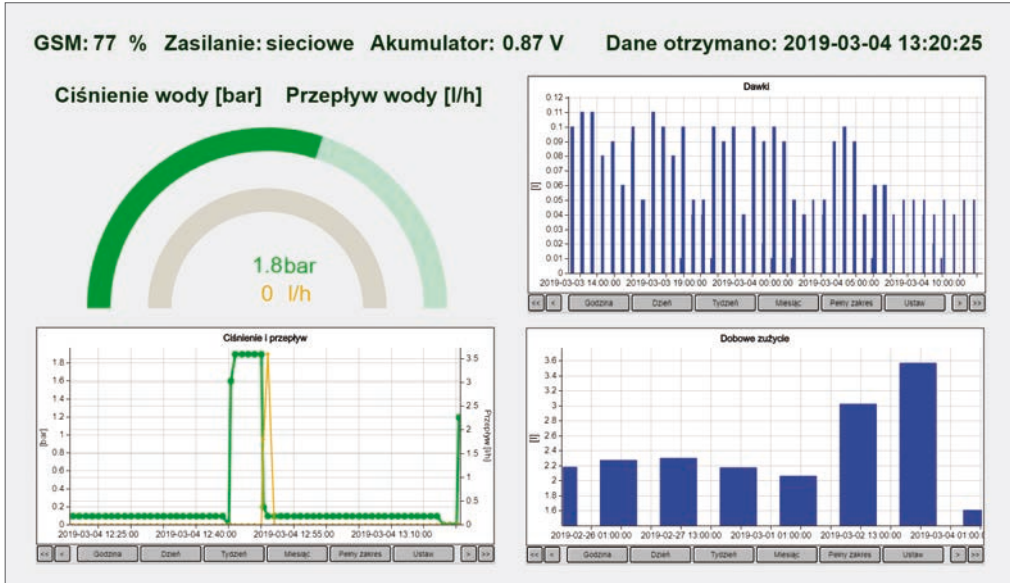 GSM: 77 % Zasilanie: sieciowe Akumulator: 0.87 V Dane otrzymano: 2019-03-04 13:20:25
Ciśnienie wody [bar] Przepływ wody [l/h]
1.8bar
0 l/h
Dawki
0.12
0.11
0.1
0.09
0.08
0.07
0.06
0.05
0.04
0.03
0.02
0.01
0
[l]
2019-03-03 14:00:00 2019-03-03 19:00:00 2019-03-04 00:00:00 2019-03-04 05:00:00 2019-03-04 10:00:00
<< < Godzina Dzień Tydzień Miesiąc Pełny zakres Ustaw > >>
Ciśnienie i przepływ
1.8
1.6
1.4
1.2
1
0.8
0.6
0.4
0.2
0
[bar]
3.5
3
2.5
2
1.5
1
0.5
0
Przepływ [l/h]
2019-03-04 12:25:00 2019-03-04 12:40:00 2019-03-04 12:55:00 2019-03-04 13:10:00
<< < Godzina Dzień Tydzień Miesiąc Pełny zakres Ustaw > >>
Dobowe zużycie
3.6
3.4
3.2
3
2.8
2.6
2.4
2.2
2
1.8
1.6
[l]
2019-02-26 01:00:00 2019-02-27 13:00:00 2019-03-01 01:00:00 2019-03-02 13:00:00 2019-03-04 01:00:0
<< < Godzina Dzień Tydzień Miesiąc Pełny zakres Ustaw > >>